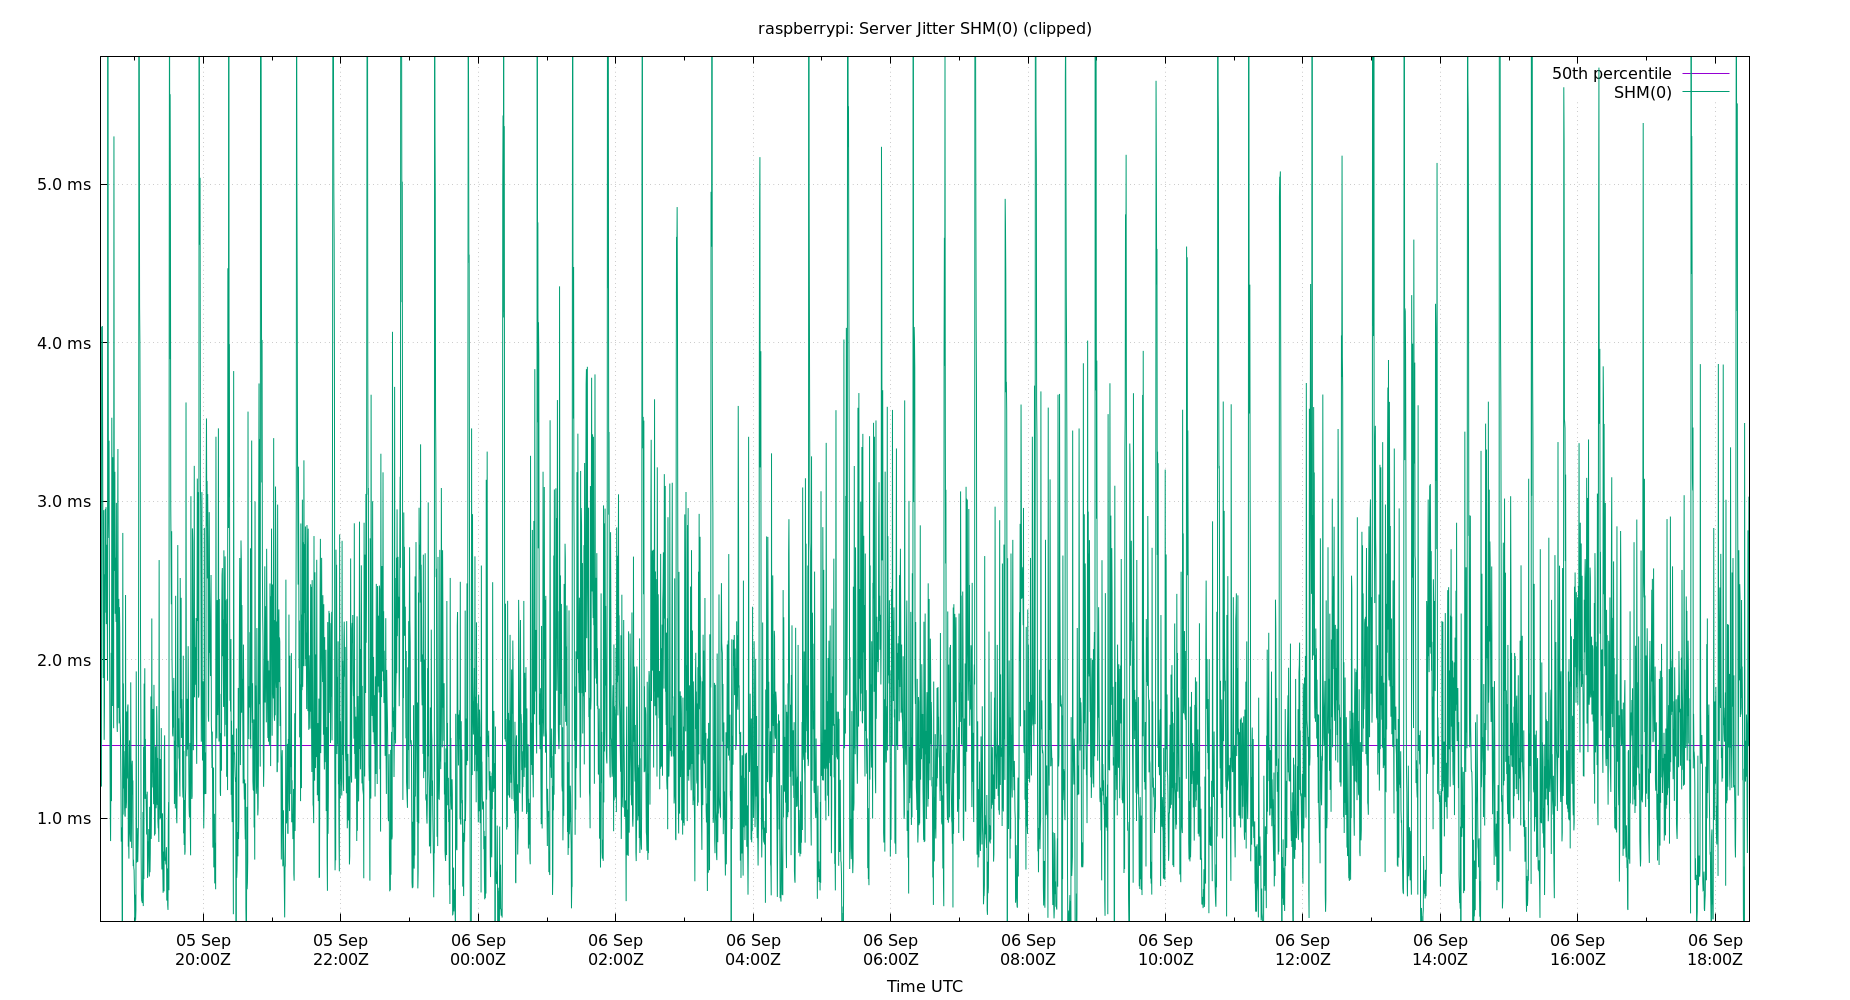 raspberrypi: Server Jitter SHM(0) (clipped)
50th percentile
SHM(0)
5.0 ms
4.0 ms
3.0 ms
2.0 ms
1.0 ms
05 Sep 05 Sep 06 Sep 06 Sep 06 Sep 06 Sep 06 Sep 06 Sep 06 Sep 06 Sep 06 Sep 06 Sep
20:00Z 22:00Z 00:00Z 02:00Z 04:00Z 06:00Z 08:00Z 10:00Z 12:00Z 14:00Z 16:00Z 18:00Z
Time UTC